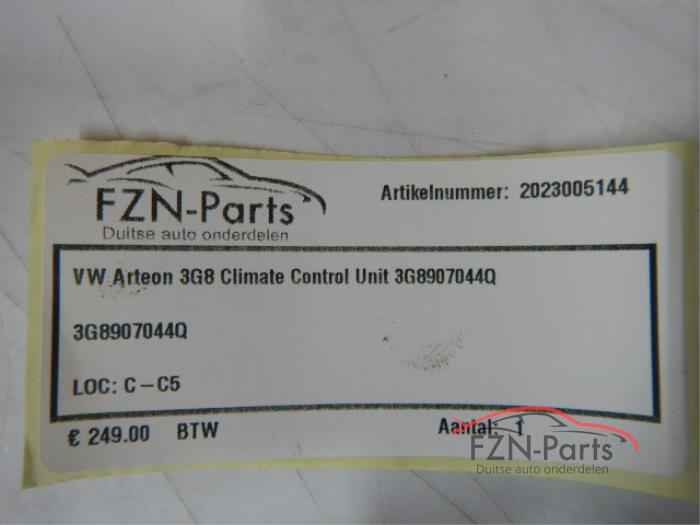 FZN-Parts
Duitse auto onderdelen
Artikelnummer: 2023005144
VW Arteon 3G8 Climate Control Unit 3G8907044Q
3G8907044Q
LOC: C-C5
€ 249.00 BTW
Aantal: 1
FZN-Parts
Duitse auto onderdelen